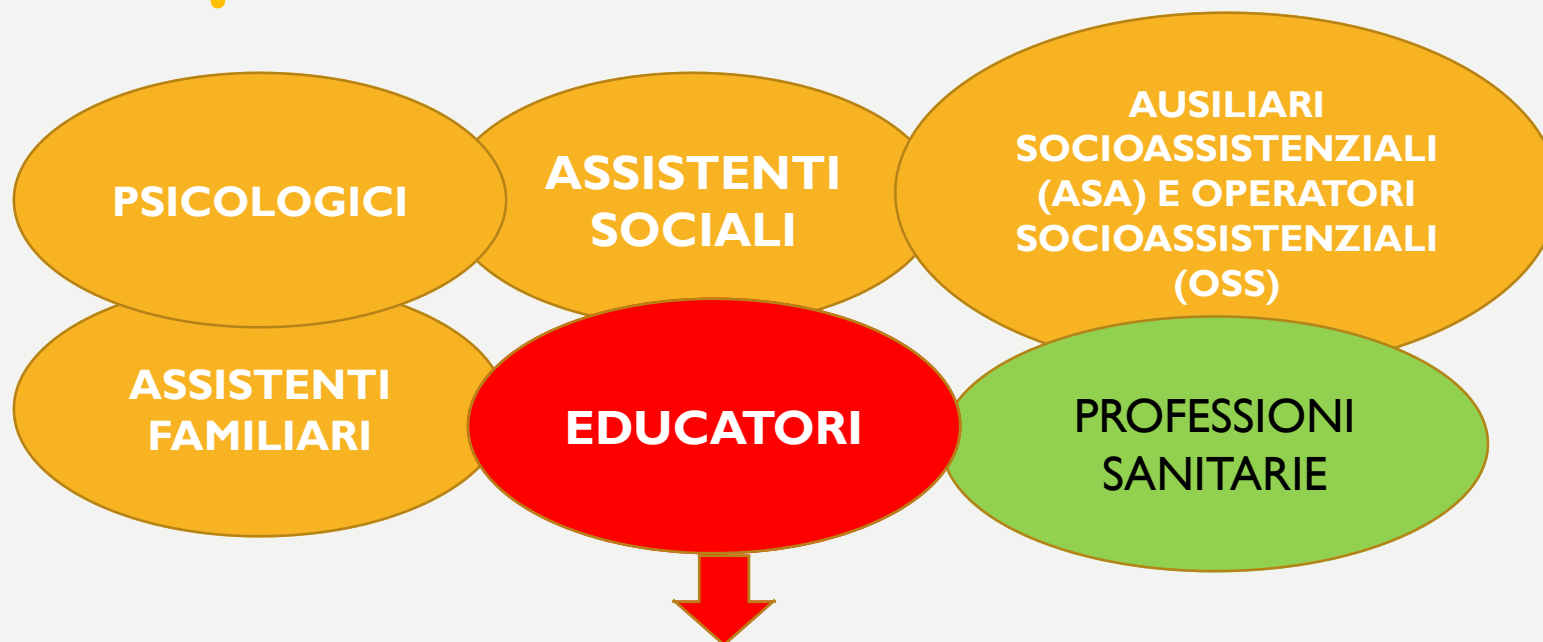 PSICOLOGICI
ASSISTENTI
SOCIALI
AUSILIARI
SOCIOASSISTENZIALI
(ASA) E OPERATORI
SOCIOASSISTENZIALI
(OSS)
ASSISTENTI
FAMILIARI
EDUCATORI
PROFESSIONI
SANITARIE